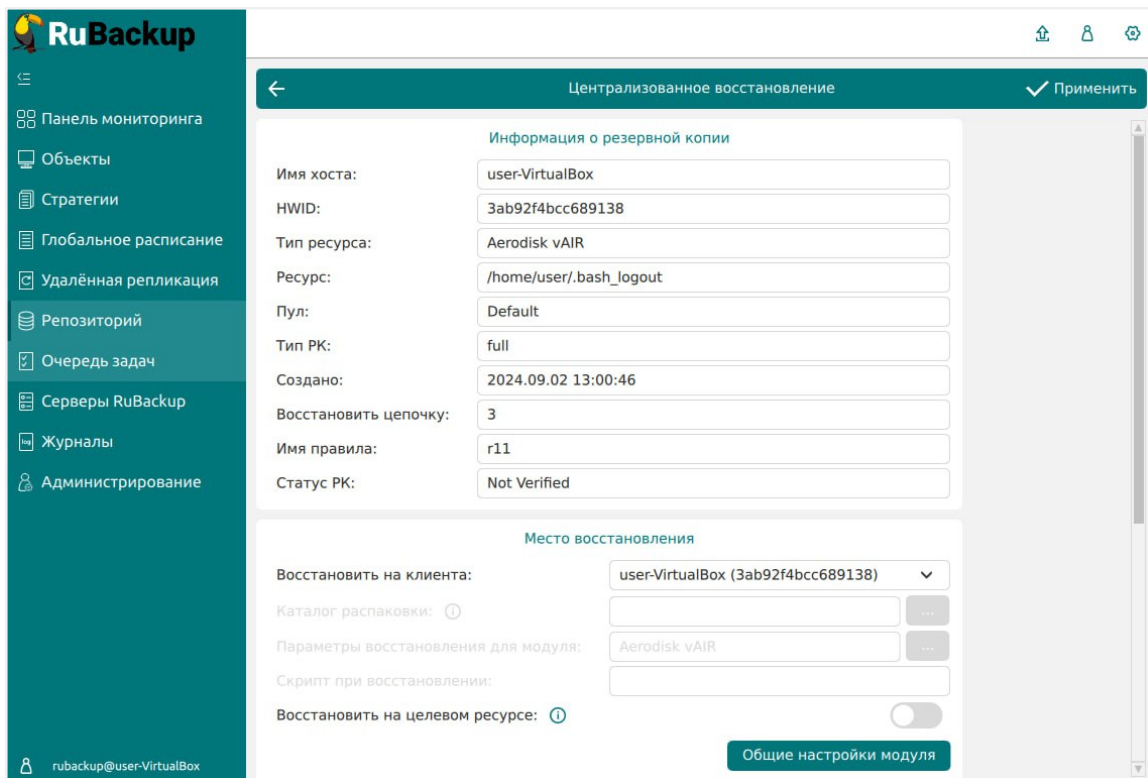 RuBackup
Панель мониторинга
Объекты
Стратегии
Глобальное расписание
Удалённая репликация
Репозиторий
Очередь задач
Серверы RuBackup
Журналы
Администрирование
rubackup@user-VirtualBox
Централизованное восстановление
Применить
Информация о резервной копии
Имя хоста: user-VirtualBox
HWID: 3ab92f4bcc689138
Тип ресурса: Aerodisk vAIR
Ресурс: /home/user/.bash_logout
Пул: Default
Тип РК: full
Создано: 2024.09.02 13:00:46
Восстановить цепочку: 3
Имя правила: r11
Статус РК: Not Verified
Место восстановления
Восстановить на клиента: user-VirtualBox (3ab92f4bcc689138)
Каталог распаковки: ...
Параметры восстановления для модуля: Aerodisk vAIR ...
Скрипт при восстановлении:
Восстановить на целевом ресурсе:
Общие настройки модуля